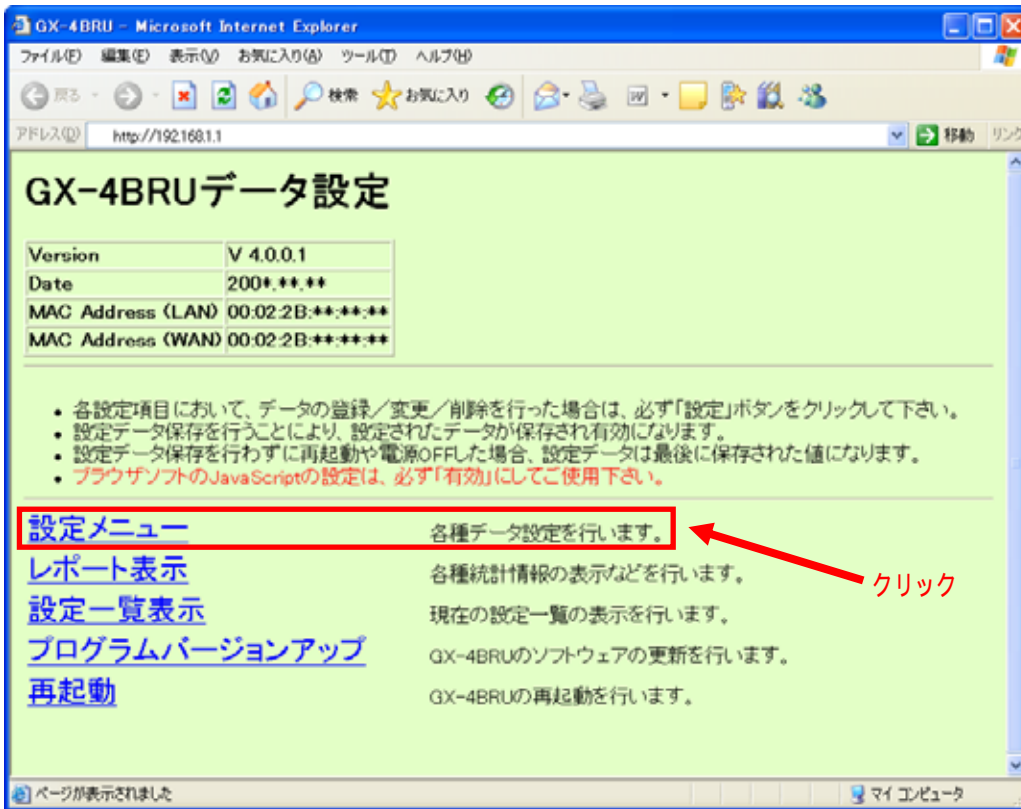 GX-4BRU - Microsoft Internet Explorer
ファイル(F) 編集(E) 表示(V) お気に入り(A) ツール(T) ヘルプ(H)
戻る 検索 お気に入り
アドレス(D) http://192.168.1.1 移動 リンク
GX-4BRUデータ設定
Version V 4.0.0.1
Date 200*.**.**
MAC Address (LAN) 00:02:2B:**:**:**
MAC Address (WAN) 00:02:2B:**:**:**
• 各設定項目において、データの登録／変更／削除を行った場合は、必ず「設定」ボタンをクリックして下さい。
• 設定データ保存を行うことにより、設定されたデータが保存され有効になります。
• 設定データ保存を行わずに再起動や電源OFFした場合、設定データは最後に保存された値になります。
• ブラウザソフトのJavaScriptの設定は、必ず「有効」にしてご使用下さい。
設定メニュー 各種データ設定を行います。
レポート表示 各種統計情報の表示などを行います。
クリック
設定一覧表示 現在の設定一覧の表示を行います。
プログラムバージョンアップ GX-4BRUのソフトウェアの更新を行います。
再起動 GX-4BRUの再起動を行います。
ページが表示されました マイ コンピュータ